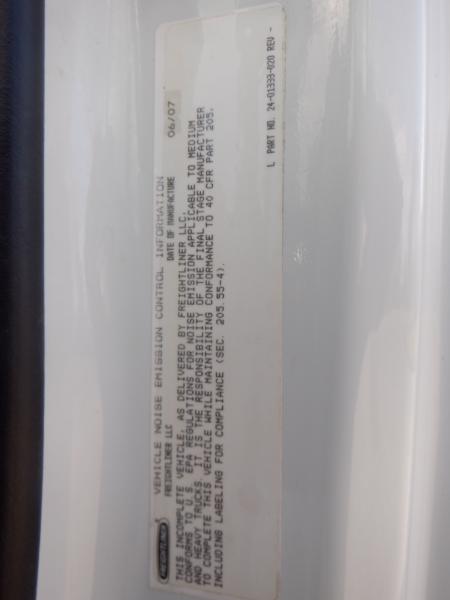 FREIGHTLINER
VEHICLE NOISE EMISSION CONTROL INFORMATION
FREIGHTLINER LLC DATE OF MANUFACTURE 06/07
THIS INCOMPLETE VEHICLE, AS DELIVERED BY FREIGHTLINER LLC,
CONFORMS TO U.S. EPA REGULATIONS FOR NOISE EMISSION APPLICABLE TO MEDIUM
AND HEAVY TRUCKS. IT IS THE RESPONSIBILITY OF THE FINAL STAGE MANUFACTURER
TO COMPLETE THIS VEHICLE WHILE MAINTAINING CONFORMANCE TO 40 CFR PART 205,
INCLUDING LABELING FOR COMPLIANCE (SEC. 205.55-4).
L PART NO. 24-01333-020 REV -